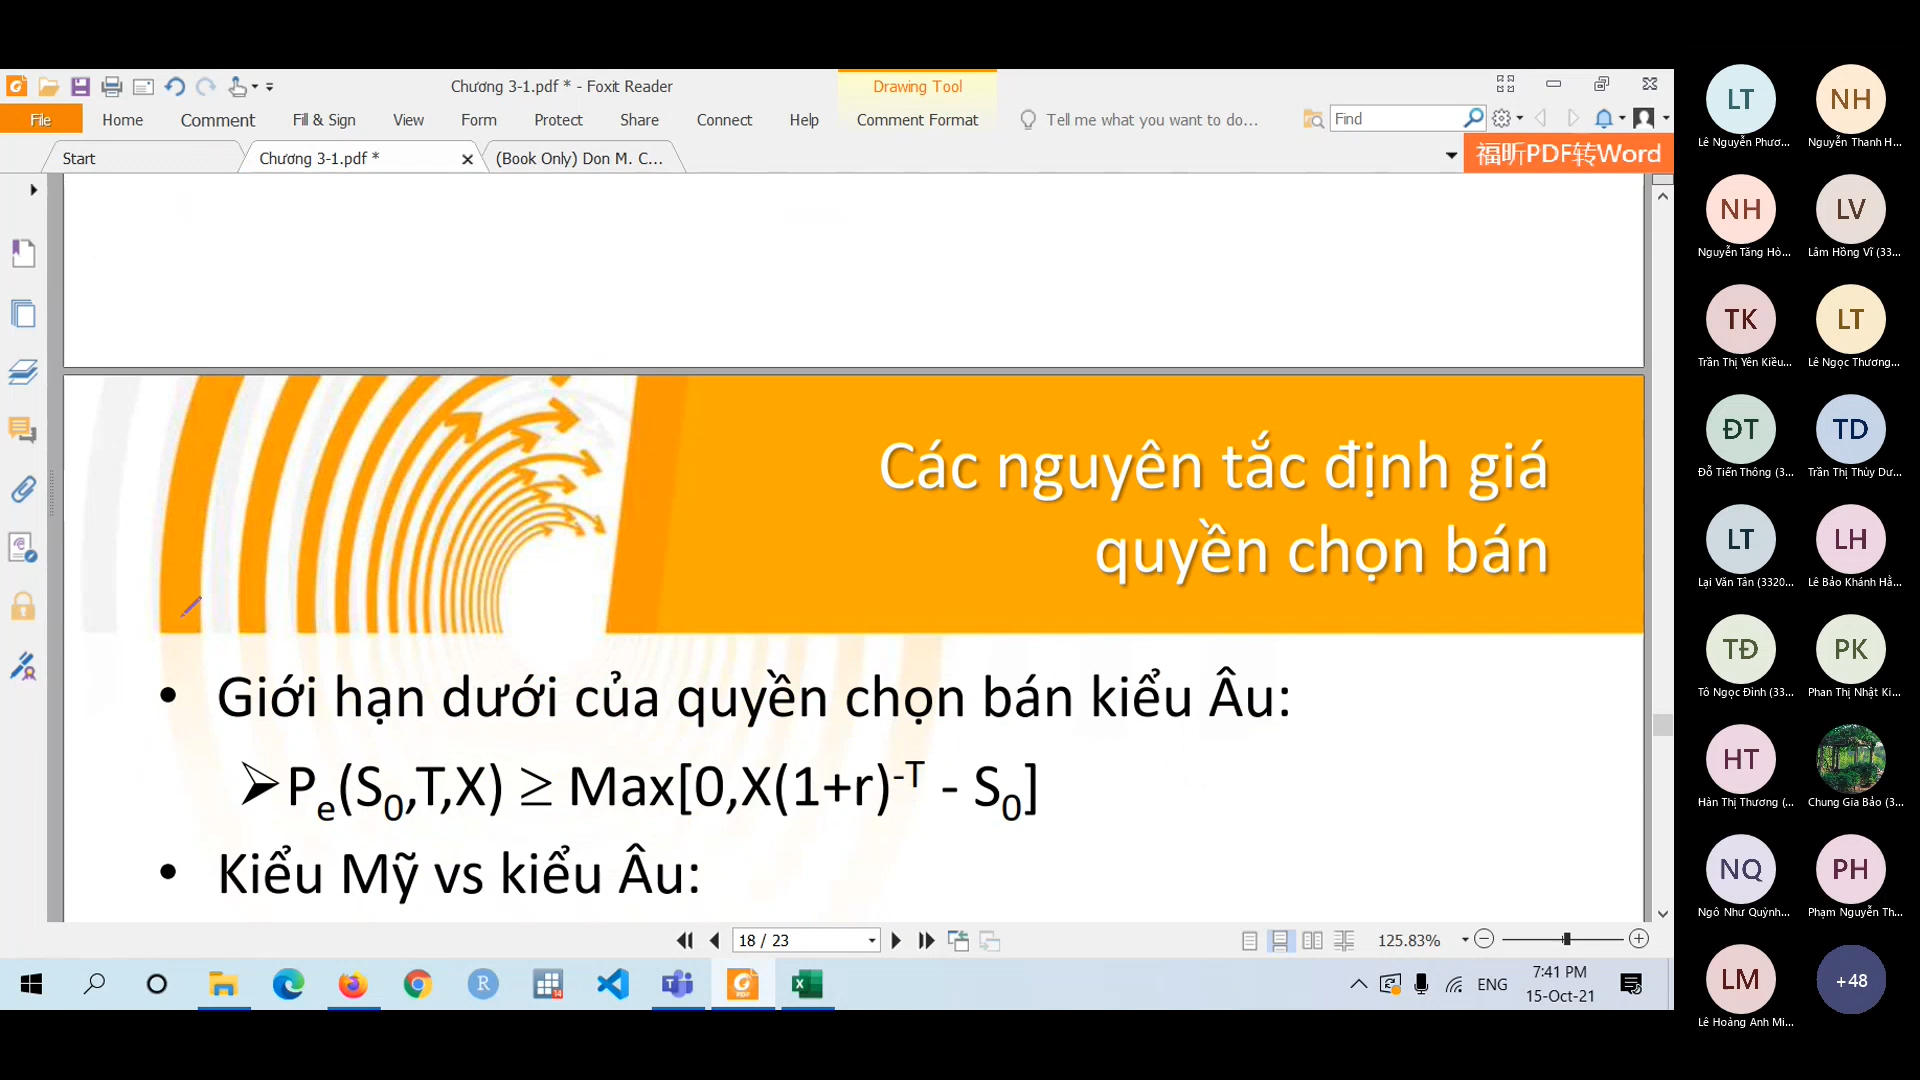 Chương 3-1.pdf * - Foxit Reader
Drawing Tool
File
Home
Comment
Fill & Sign
View
Form
Protect
Share
Connect
Help
Comment Format
Tell me what you want to do...
Find
Start
Chương 3-1.pdf *
(Book Only) Don M. C...
福昕PDF转Word
Các nguyên tắc định giá
quyền chọn bán
• Giới hạn dưới của quyền chọn bán kiểu Âu:
➢Pe(S0,T,X) ≥ Max[0,X(1+r)-T - S0]
• Kiểu Mỹ vs kiểu Âu:
18 / 23
125.83%
ENG
7:41 PM
15-Oct-21
LT
Lê Nguyễn Phươ...
NH
Nguyễn Thanh H...
NH
Nguyễn Tăng Hò...
LV
Lâm Hồng Vĩ (33...
TK
Trần Thị Yên Kiều...
LT
Lê Ngọc Thương...
ĐT
Đỗ Tiến Thông (3...
TD
Trần Thị Thùy Dư...
LT
Lại Văn Tân (3320...
LH
Lê Bảo Khánh Hằ...
TĐ
Tô Ngọc Đình (33...
PK
Phan Thị Nhật Ki...
HT
Hàn Thị Thương (...
Chung Gia Bảo (3...
NQ
Ngô Như Quỳnh...
PH
Phạm Nguyễn Th...
LM
Lê Hoàng Anh Mi...
+48